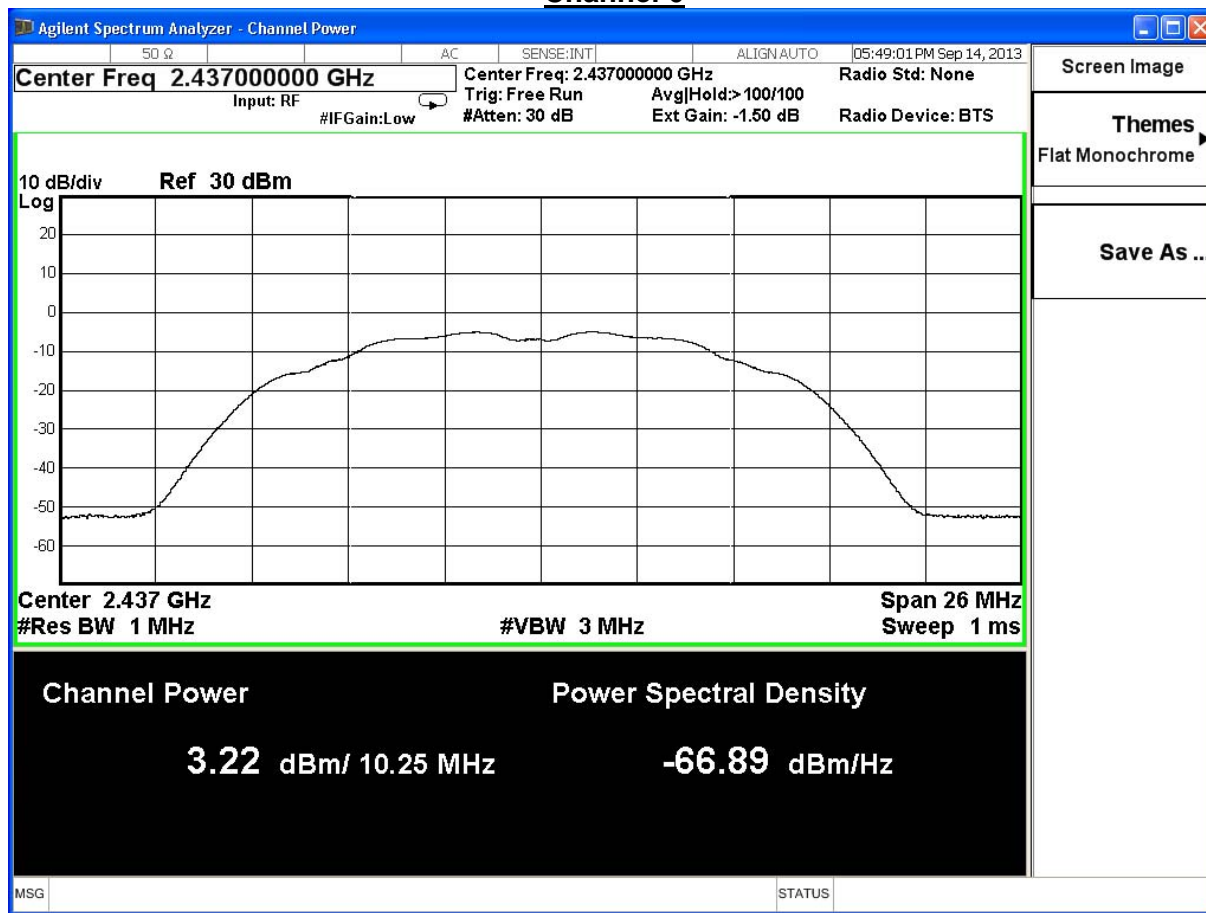 Agilent Spectrum Analyzer - Channel Power
50 Ω AC SENSE:INT ALIGNAUTO 05:49:01 PM Sep 14, 2013
Center Freq 2.437000000 GHz
Input: RF
#IFGain:Low
Center Freq: 2.437000000 GHz
Trig: Free Run Avg|Hold:> 100/100
#Atten: 30 dB Ext Gain: -1.50 dB
Radio Std: None
Radio Device: BTS
Screen Image
Themes
Flat Monochrome
Save As ...
10 dB/div Ref 30 dBm
Log
20
10
0
-10
-20
-30
-40
-50
-60
Center 2.437 GHz Span 26 MHz
#Res BW 1 MHz #VBW 3 MHz Sweep 1 ms
Channel Power Power Spectral Density
3.22 dBm/ 10.25 MHz -66.89 dBm/Hz
MSG STATUS